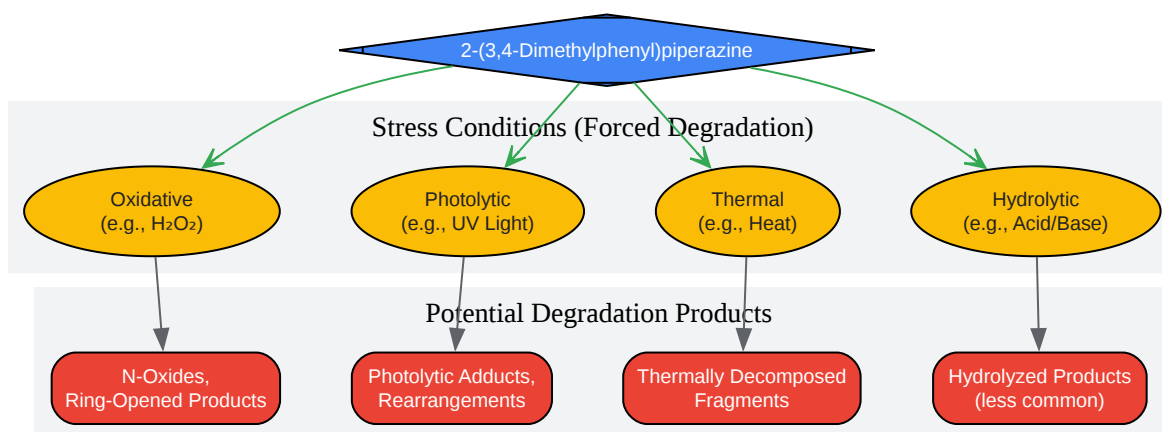 2-(3,4-Dimethylphenyl)piperazine
Stress Conditions (Forced Degradation)
Oxidative
(e.g., H₂O₂)
Photolytic
(e.g., UV Light)
Thermal
(e.g., Heat)
Hydrolytic
(e.g., Acid/Base)
Potential Degradation Products
N-Oxides,
Ring-Opened Products
Photolytic Adducts,
Rearrangements
Thermally Decomposed
Fragments
Hydrolyzed Products
(less common)